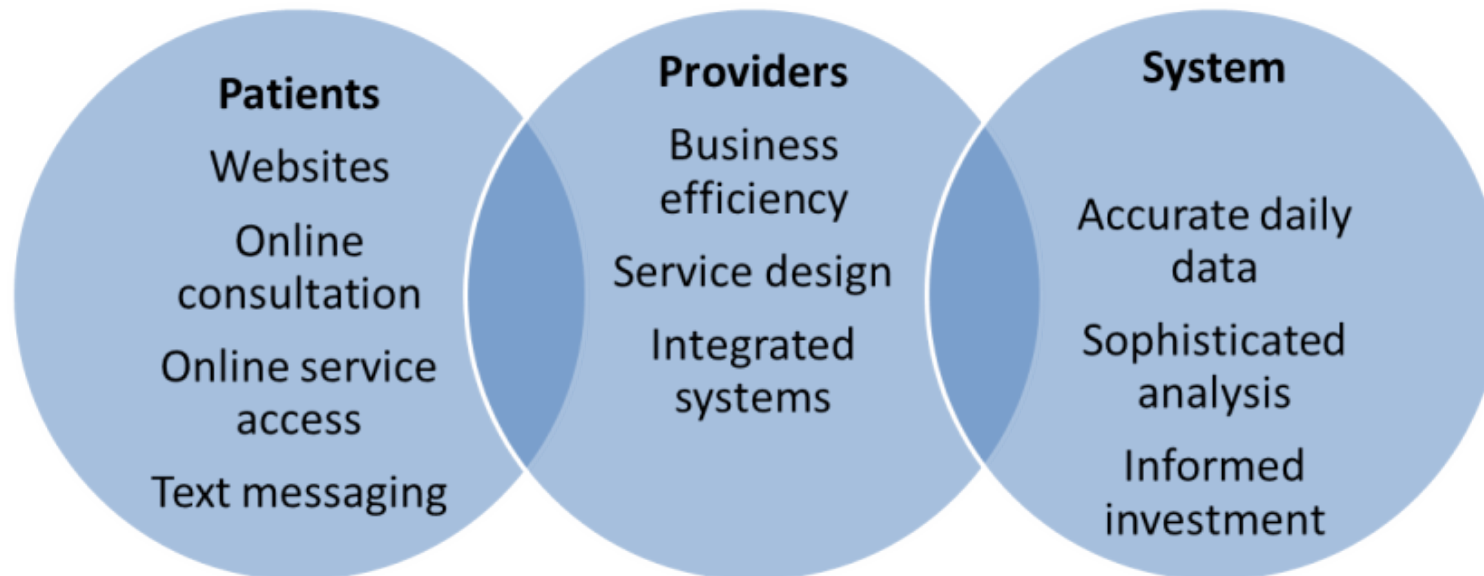 Patients
Websites
Online
consultation
Online service
access
Text messaging
Providers
Business
efficiency
Service design
Integrated
systems
System
Accurate daily
data
Sophisticated
analysis
Informed
investment